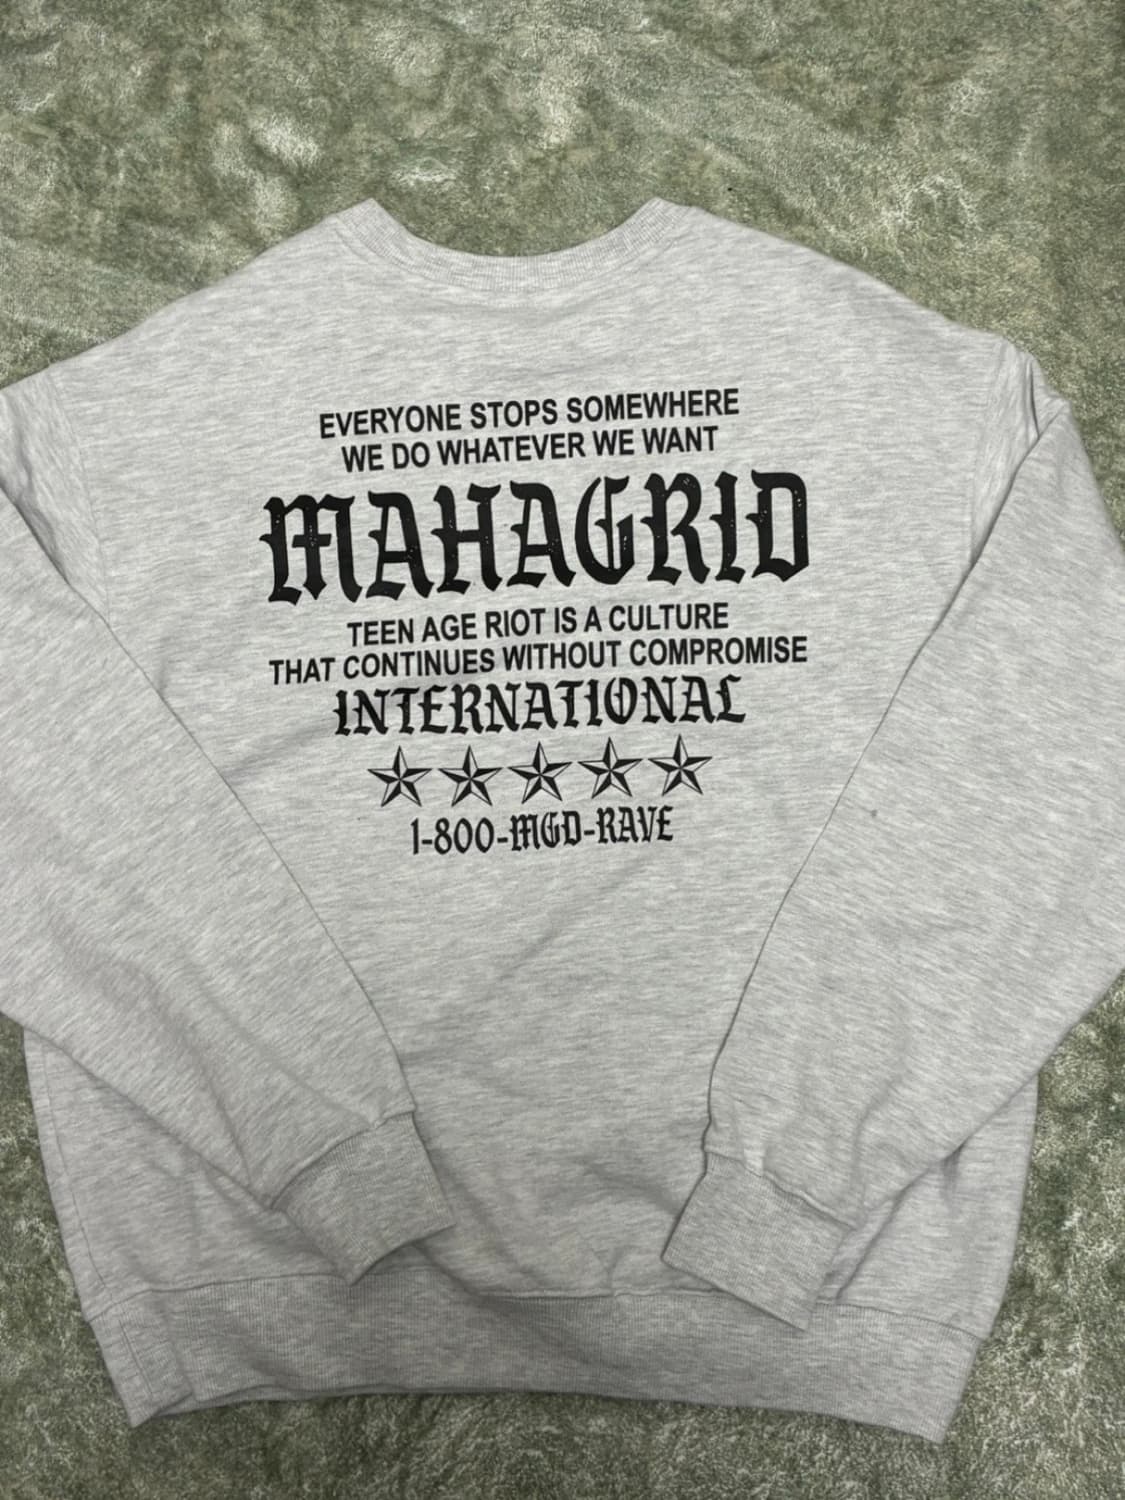 EVERYONE STOPS SOMEWHERE
WE DO WHATEVER WE WANT
MAHAGRID
TEEN AGE RIOT IS A CULTURE
THAT CONTINUES WITHOUT COMPROMISE
INTERNATIONAL
1-800-MGD-RAVE